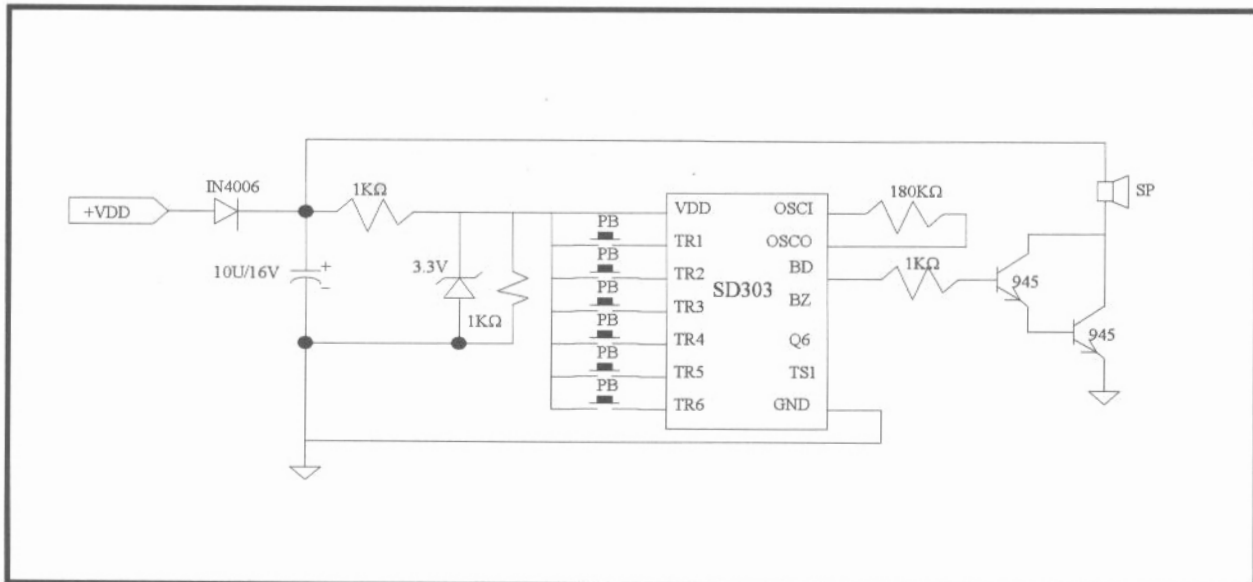 IN4006
+VDD
1KΩ
10U/16V
+
−
3.3V
1KΩ
PB
PB
PB
PB
PB
PB
VDD
TR1
TR2
TR3
TR4
TR5
TR6
SD303
OSCI
OSCO
BD
BZ
Q6
TS1
GND
180KΩ
1KΩ
945
945
SP